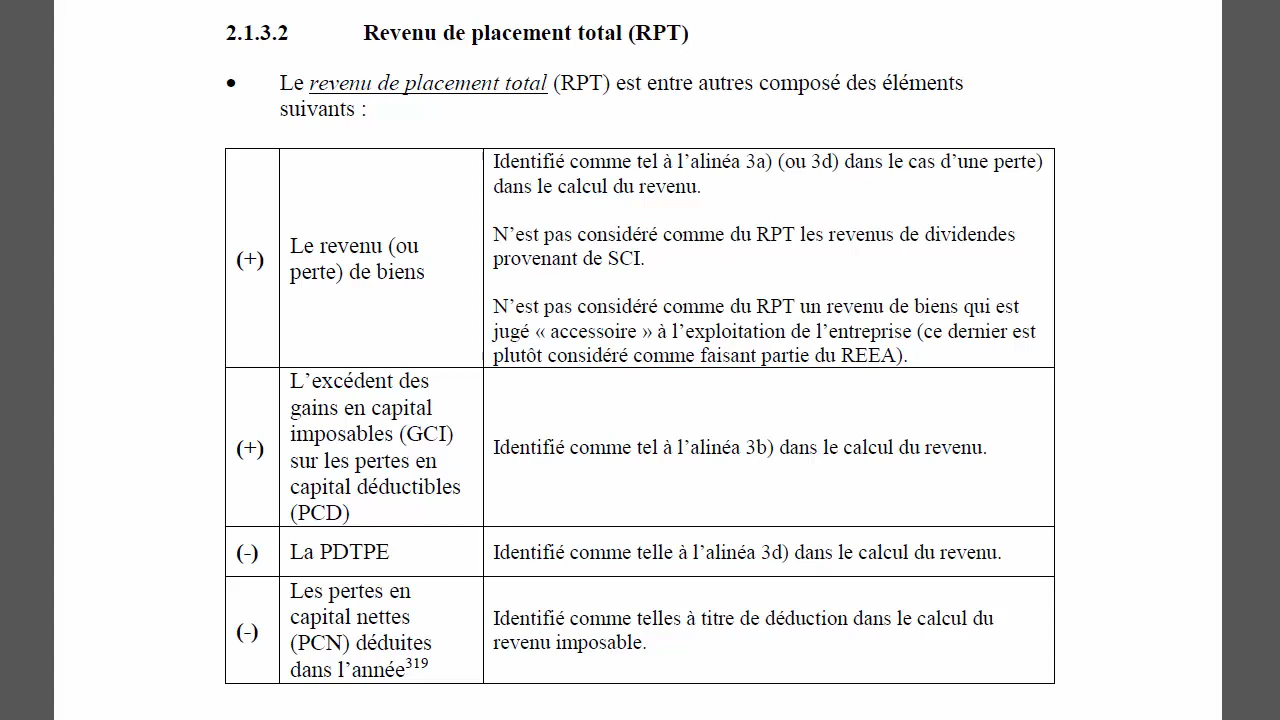 2.1.3.2 Revenu de placement total (RPT)
• Le revenu de placement total (RPT) est entre autres composé des éléments
suivants :
(+)
Le revenu (ou
perte) de biens
Identifié comme tel à l’alinéa 3a) (ou 3d) dans le cas d’une perte)
dans le calcul du revenu.
N’est pas considéré comme du RPT les revenus de dividendes
provenant de SCI.
N’est pas considéré comme du RPT un revenu de biens qui est
jugé « accessoire » à l’exploitation de l’entreprise (ce dernier est
plutôt considéré comme faisant partie du REEA).
(+)
L’excédent des
gains en capital
imposables (GCI)
sur les pertes en
capital déductibles
(PCD)
Identifié comme tel à l’alinéa 3b) dans le calcul du revenu.
(-)
La PDTPE
Identifié comme telle à l’alinéa 3d) dans le calcul du revenu.
(-)
Les pertes en
capital nettes
(PCN) déduites
dans l’année319
Identifié comme telles à titre de déduction dans le calcul du
revenu imposable.